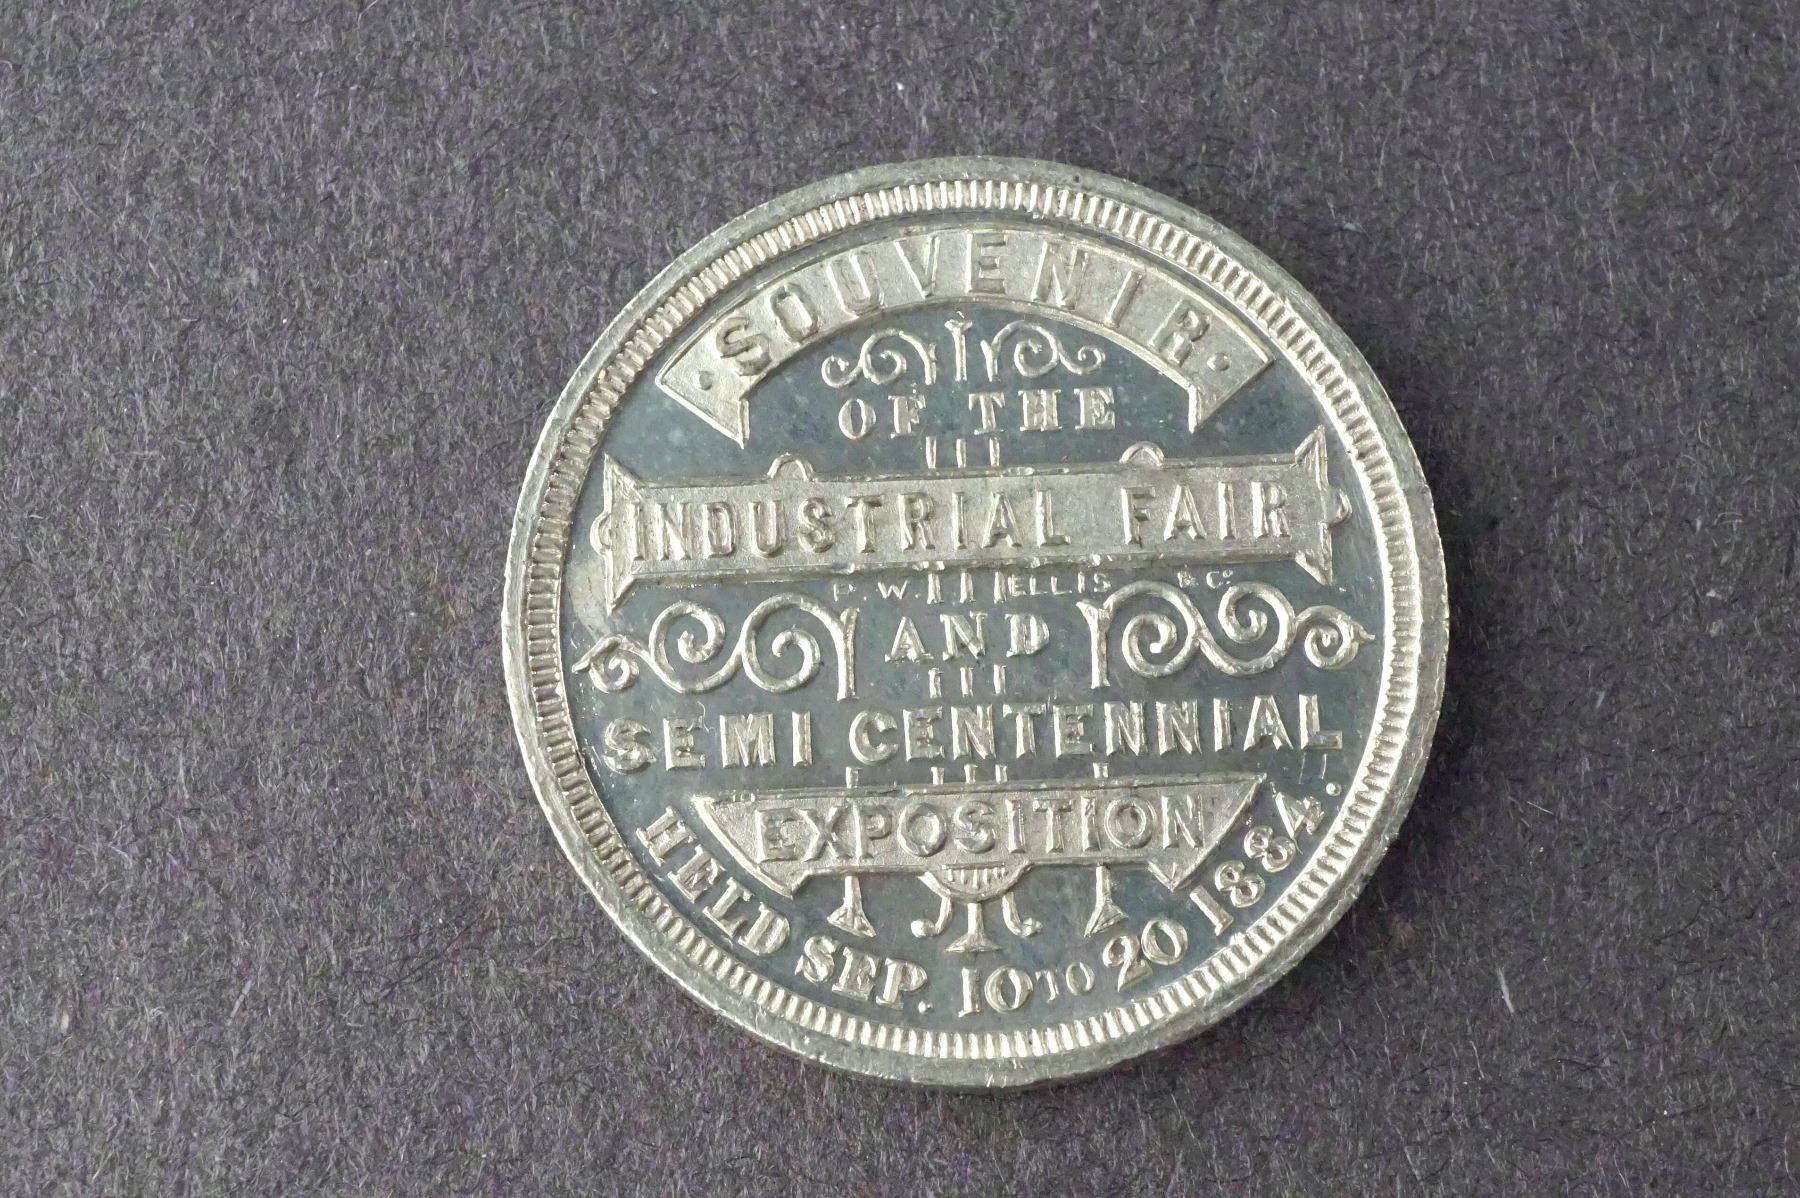 · SOUVENIR ·
OF THE
INDUSTRIAL FAIR
P. W. ELLIS & Co
AND
SEMI CENTENNIAL
EXPOSITION
HELD SEP. 10 TO 20 1884.